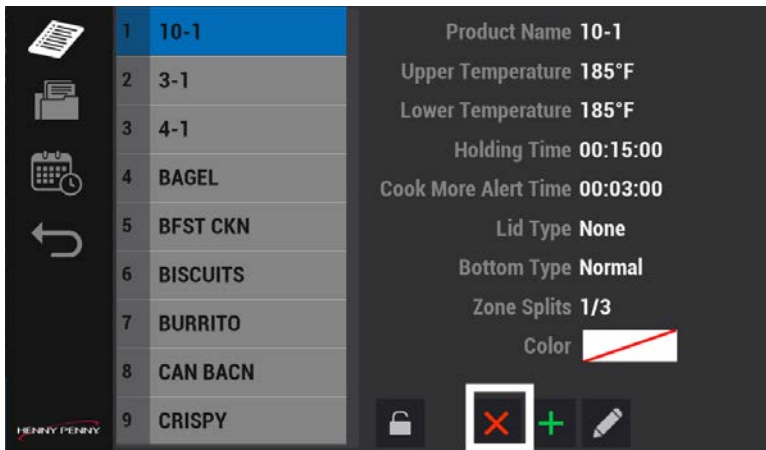 1 10-1
2 3-1
3 4-1
4 BAGEL
5 BFST CKN
6 BISCUITS
7 BURRITO
8 CAN BACN
9 CRISPY
Product Name 10-1
Upper Temperature 185°F
Lower Temperature 185°F
Holding Time 00:15:00
Cook More Alert Time 00:03:00
Lid Type None
Bottom Type Normal
Zone Splits 1/3
Color
HENNY PENNY